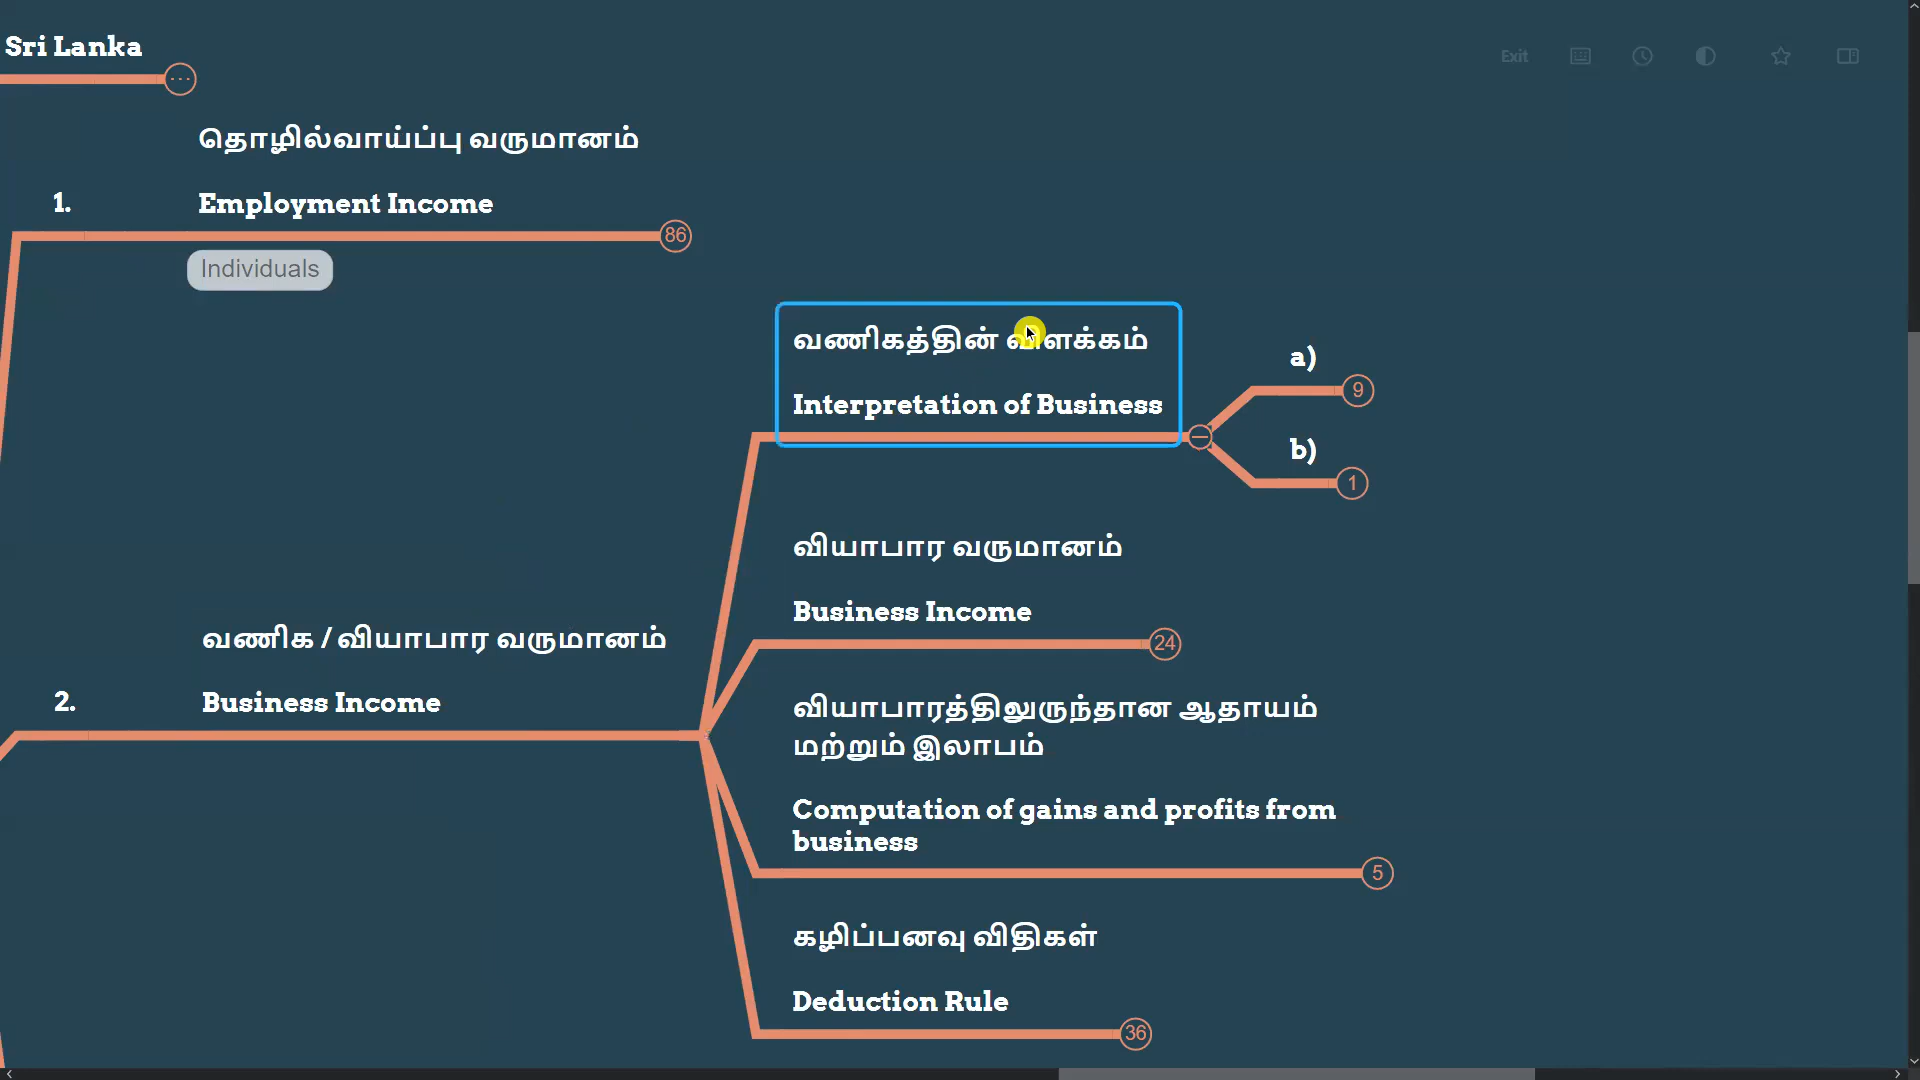 Sri Lanka
Exit
தொழில்வாய்ப்பு வருமானம்
1. Employment Income
86
Individuals
வணிகத்தின் விளக்கம்
Interpretation of Business
a)
9
b)
1
வியாபார வருமானம்
Business Income
24
வணிக / வியாபார வருமானம்
2. Business Income
வியாபாரத்திலுருந்தான ஆதாயம்
மற்றும் இலாபம்
Computation of gains and profits from
business
5
கழிப்பனவு விதிகள்
Deduction Rule
36